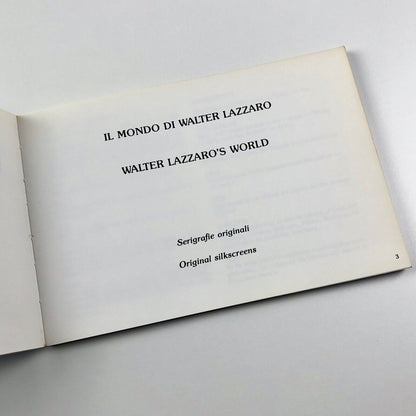 IL MONDO DI WALTER LAZZARO
WALTER LAZZARO'S WORLD
Serigrafie originali
Original silkscreens
3